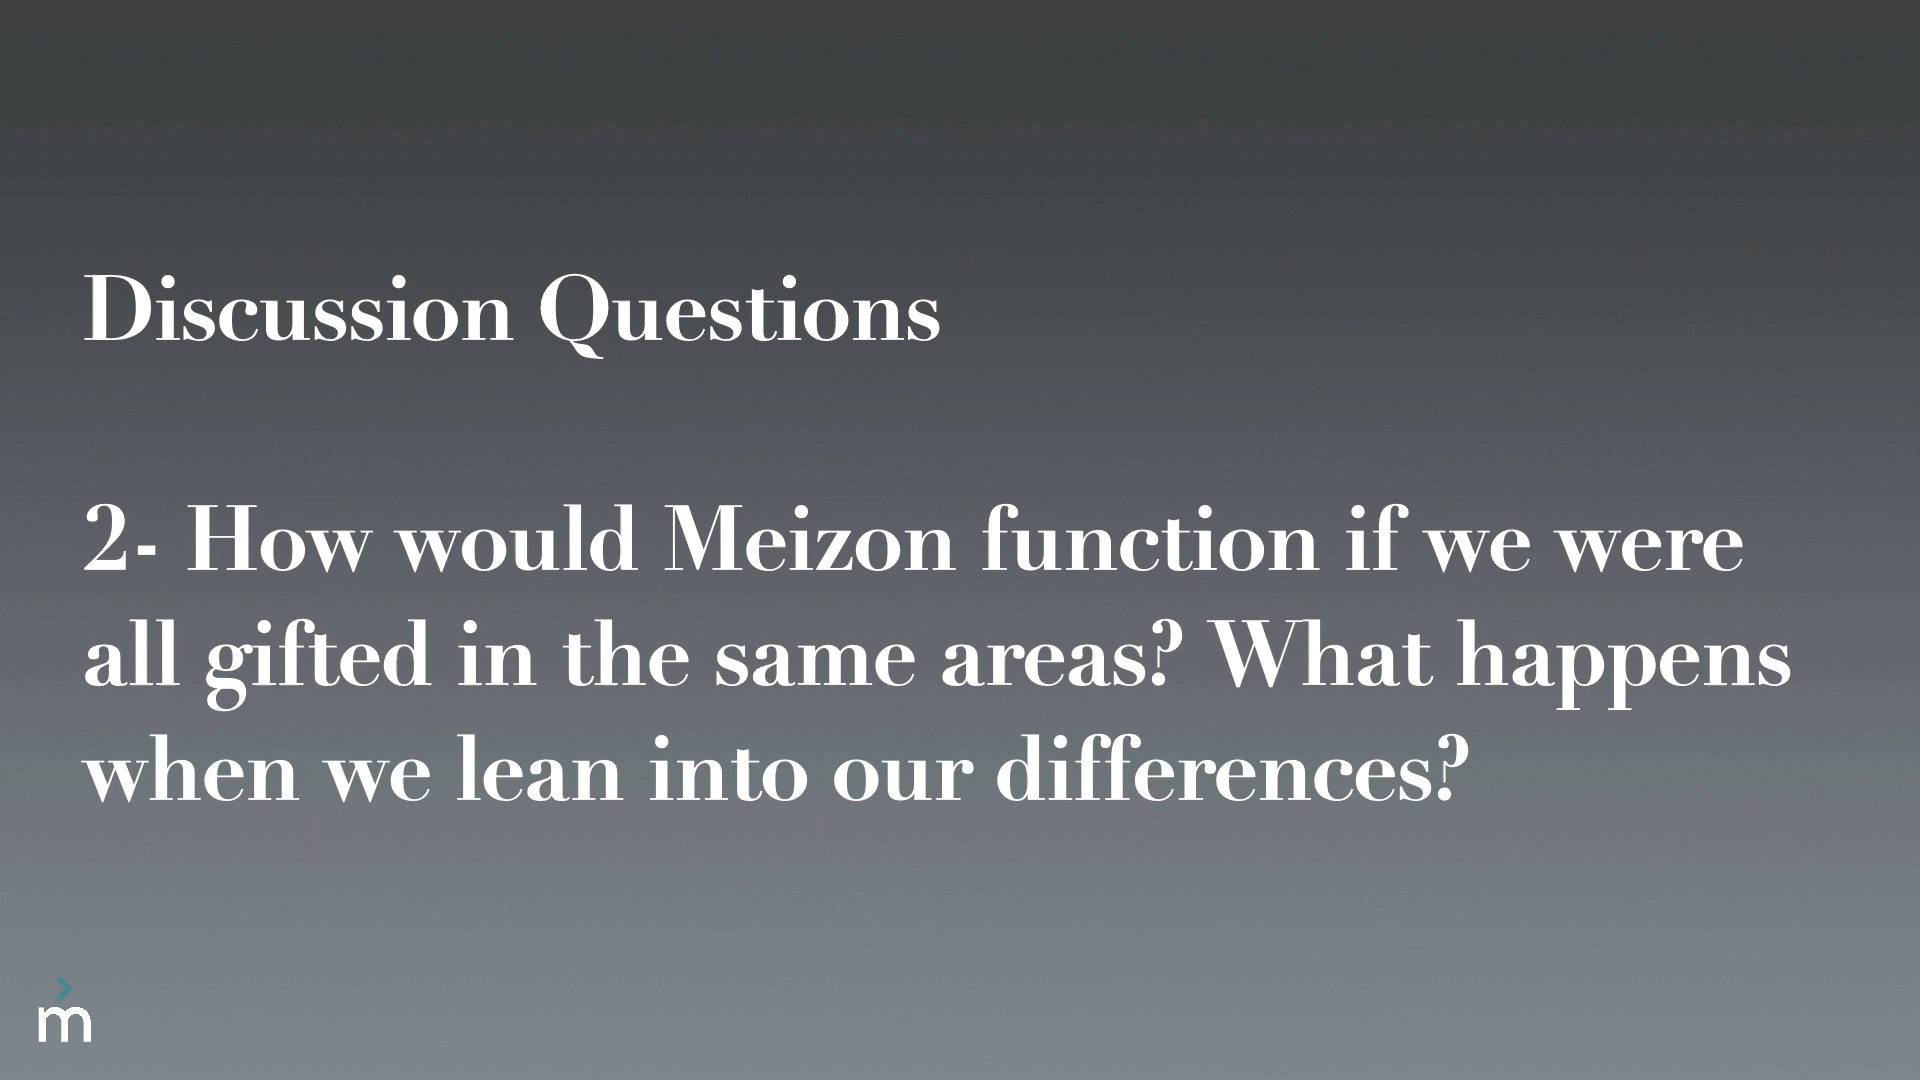 Discussion Questions
2- How would Meizon function if we were
all gifted in the same areas? What happens
when we lean into our differences?
>
m